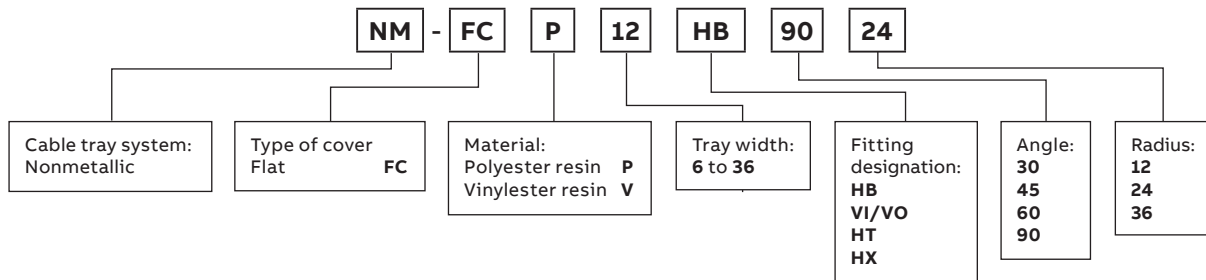 NM - FC P 12 HB 90 24
Cable tray system:
Nonmetallic
Type of cover
Flat FC
Material:
Polyester resin P
Vinylester resin V
Tray width:
6 to 36
Fitting
designation:
HB
VI/VO
HT
HX
Angle:
30
45
60
90
Radius:
12
24
36